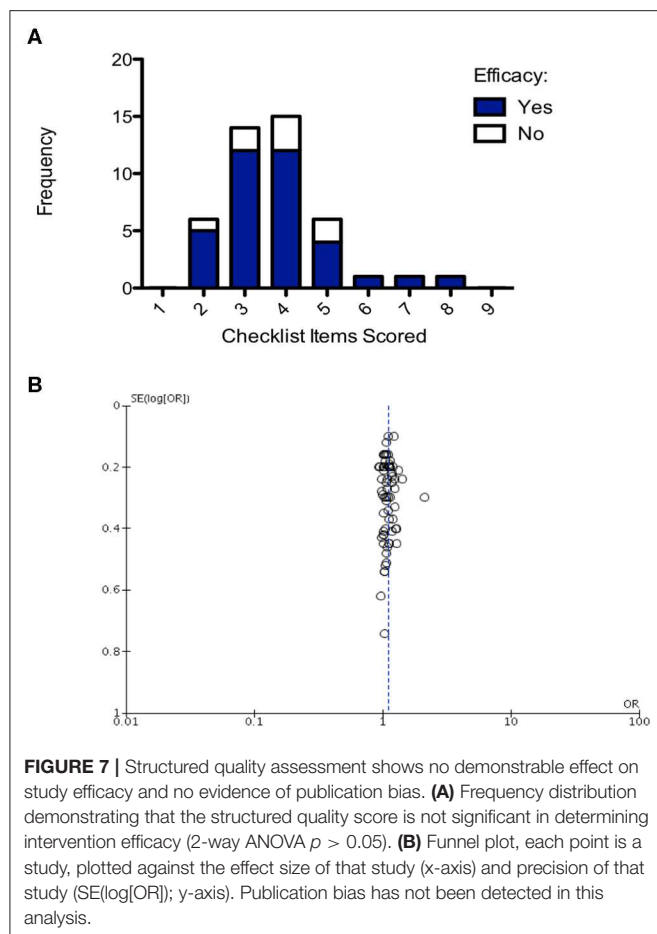 A
20
15
10
5
0
Frequency
Efficacy:
Yes
No
1 2 3 4 5 6 7 8 9
Checklist Items Scored
B
SE(log[OR])
0
0.2
0.4
0.6
0.8
1
OR
0.01 0.1 1 10 100
FIGURE 7 | Structured quality assessment shows no demonstrable effect on
study efficacy and no evidence of publication bias. (A) Frequency distribution
demonstrating that the structured quality score is not significant in determining
intervention efficacy (2-way ANOVA p > 0.05). (B) Funnel plot, each point is a
study, plotted against the effect size of that study (x-axis) and precision of that
study (SE(log[OR]); y-axis). Publication bias has not been detected in this
analysis.